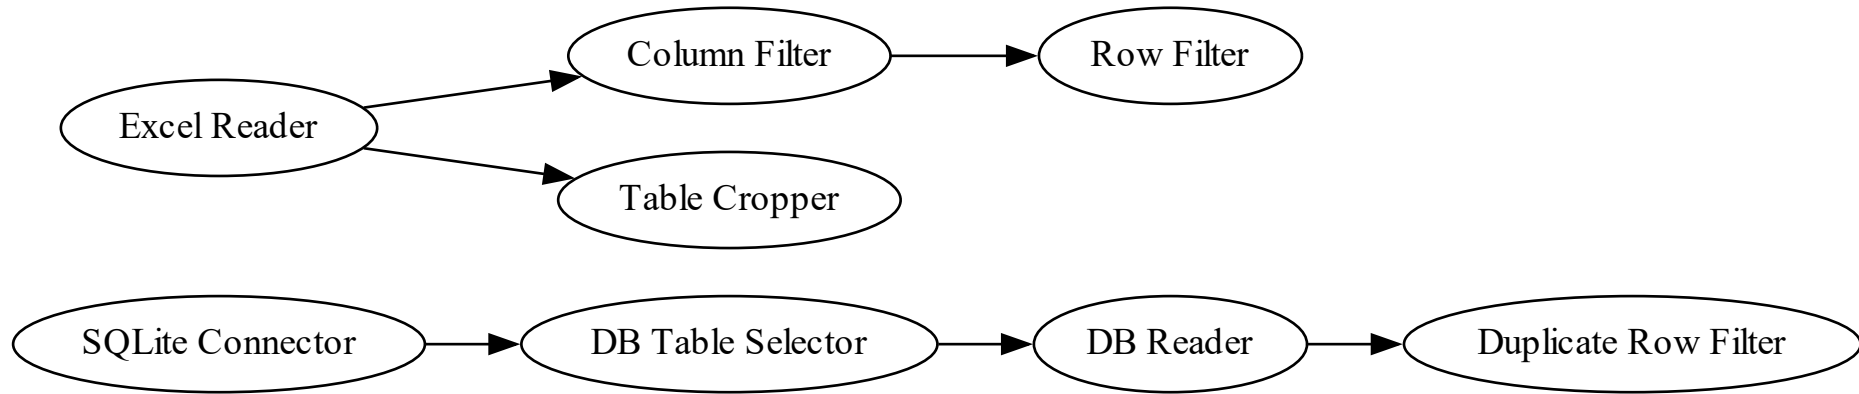 Column Filter
Row Filter
Excel Reader
Table Cropper
SQLite Connector
DB Table Selector
DB Reader
Duplicate Row Filter